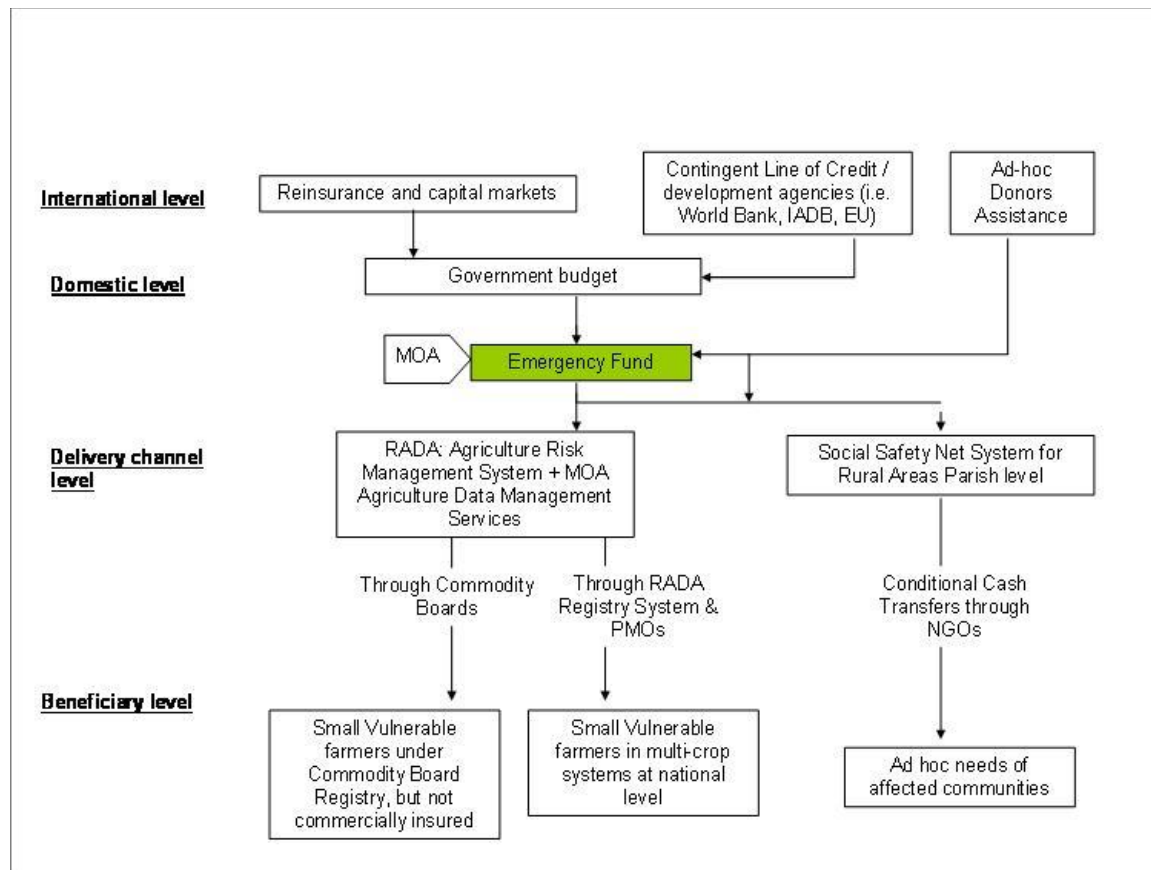 International level
Reinsurance and capital markets
Contingent Line of Credit /
development agencies (i.e.
World Bank, IADB, EU)
Ad-hoc
Donors
Assistance
Domestic level
Government budget
MOA
Emergency Fund
Delivery channel
level
RADA: Agriculture Risk
Management System + MOA
Agriculture Data Management
Services
Social Safety Net System for
Rural Areas Parish level
Through Commodity
Boards
Through RADA
Registry System &
PMOs
Conditional Cash
Transfers through
NGOs
Beneficiary level
Small Vulnerable
farmers under
Commodity Board
Registry, but not
commercially insured
Small Vulnerable
farmers in multi-crop
systems at national
level
Ad hoc needs of
affected communities